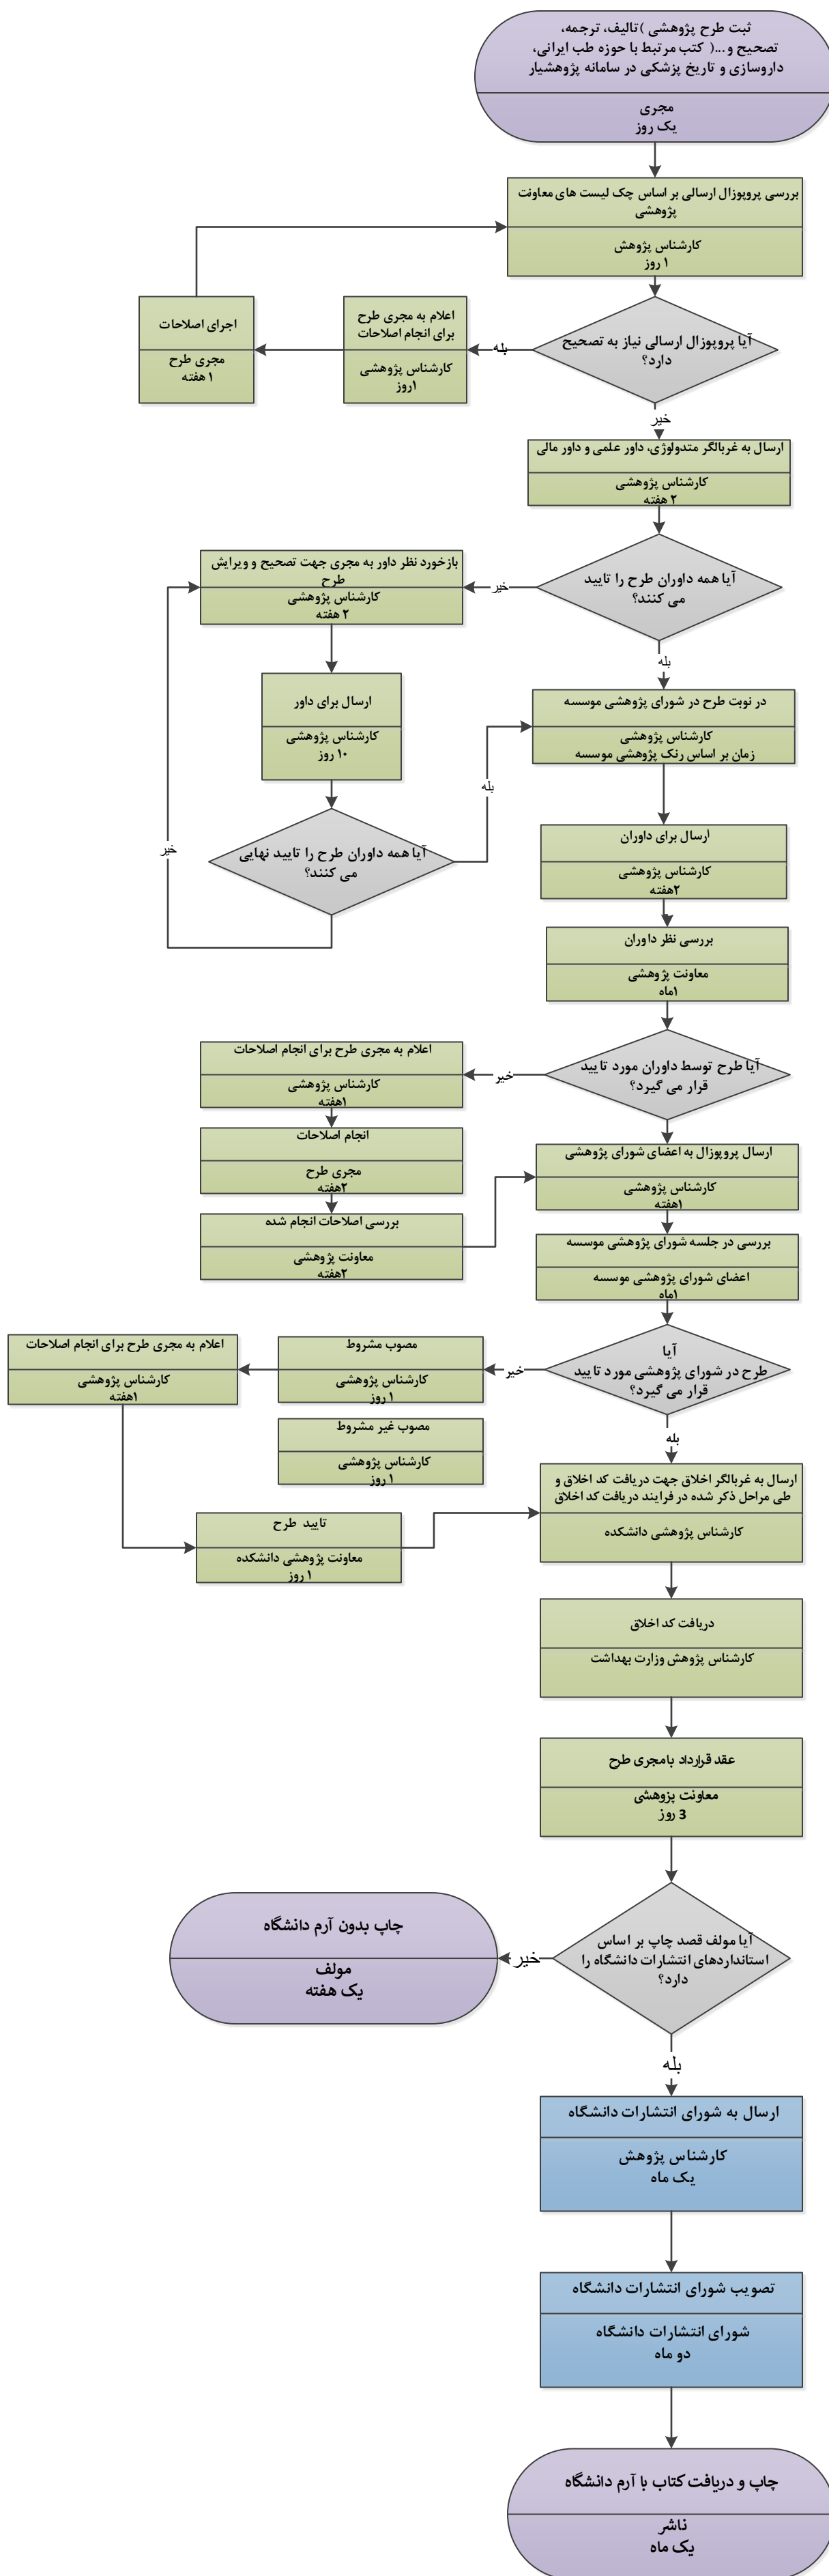 ثبت طرح پژوهشی )تالیف، ترجمه،
تصحیح و...( کتب مرتبط با حوزه طب ایرانی،
داروسازی و تاریخ پزشکی در سامانه پژوهشیار
مجری
یک روز
بررسی پروپوزال ارسالی بر اساس چک لیست های معاونت
پژوهشی
کارشناس پژوهش
۱ روز
آیا پروپوزال ارسالی نیاز به تصحیح
دارد؟
بله
اعلام به مجری طرح
برای انجام اصلاحات
کارشناس پژوهشی
۱روز
اجرای اصلاحات
مجری طرح
۱ هفته
خیر
ارسال به غربالگر متدولوژی، داور علمی و داور مالی
کارشناس پژوهشی
۲ هفته
آیا همه داوران طرح را تایید
می کنند؟
خیر
بازخورد نظر داور به مجری جهت تصحیح و ویرایش
طرح
کارشناس پژوهشی
۲ هفته
ارسال برای داور
کارشناس پژوهشی
۱۰ روز
آیا همه داوران طرح را تایید نهایی
می کنند؟
خیر
بله
بله
در نوبت طرح در شورای پژوهشی موسسه
کارشناس پژوهشی
زمان بر اساس رنک پژوهشی موسسه
ارسال برای داوران
کارشناس پژوهشی
۲هفته
بررسی نظر داوران
معاونت پژوهشی
۱ماه
آیا طرح توسط داوران مورد تایید
قرار می گیرد؟
خیر
اعلام به مجری طرح برای انجام اصلاحات
کارشناس پژوهشی
۱هفته
انجام اصلاحات
مجری طرح
۲هفته
بررسی اصلاحات انجام شده
معاونت پژوهشی
۲هفته
ارسال پروپوزال به اعضای شورای پژوهشی
کارشناس پژوهشی
۱هفته
بررسی در جلسه شورای پژوهشی موسسه
اعضای شورای پژوهشی موسسه
۱ماه
آیا
طرح در شورای پژوهشی مورد تایید
قرار می گیرد؟
خیر
مصوب مشروط
کارشناس پژوهشی
۱ روز
اعلام به مجری طرح برای انجام اصلاحات
کارشناس پژوهشی
۱هفته
مصوب غیر مشروط
کارشناس پژوهشی
۱ روز
تایید طرح
معاونت پژوهشی دانشکده
۱ روز
بله
ارسال به غربالگر اخلاق جهت دریافت کد اخلاق و
طی مراحل ذکر شده در فرایند دریافت کد اخلاق
کارشناس پژوهشی دانشکده
دریافت کد اخلاق
کارشناس پژوهش وزارت بهداشت
عقد قرارداد بامجری طرح
معاونت پزوهشی
3 روز
آیا مولف قصد چاپ بر اساس
استانداردهای انتشارات دانشگاه را
دارد؟
خیر
چاپ بدون آرم دانشگاه
مولف
یک هفته
بله
ارسال به شورای انتشارات دانشگاه
کارشناس پژوهش
یک ماه
تصویب شورای انتشارات دانشگاه
شورای انتشارات دانشگاه
دو ماه
چاپ و دریافت کتاب با آرم دانشگاه
ناشر
یک ماه